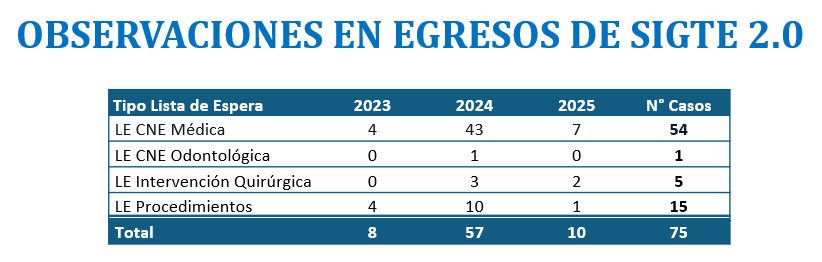 OBSERVACIONES EN EGRESOS DE SIGTE 2.0
Tipo Lista de Espera 2023 2024 2025 N° Casos
LE CNE Médica 4 43 7 54
LE CNE Odontológica 0 1 0 1
LE Intervención Quirúrgica 0 3 2 5
LE Procedimientos 4 10 1 15
Total 8 57 10 75